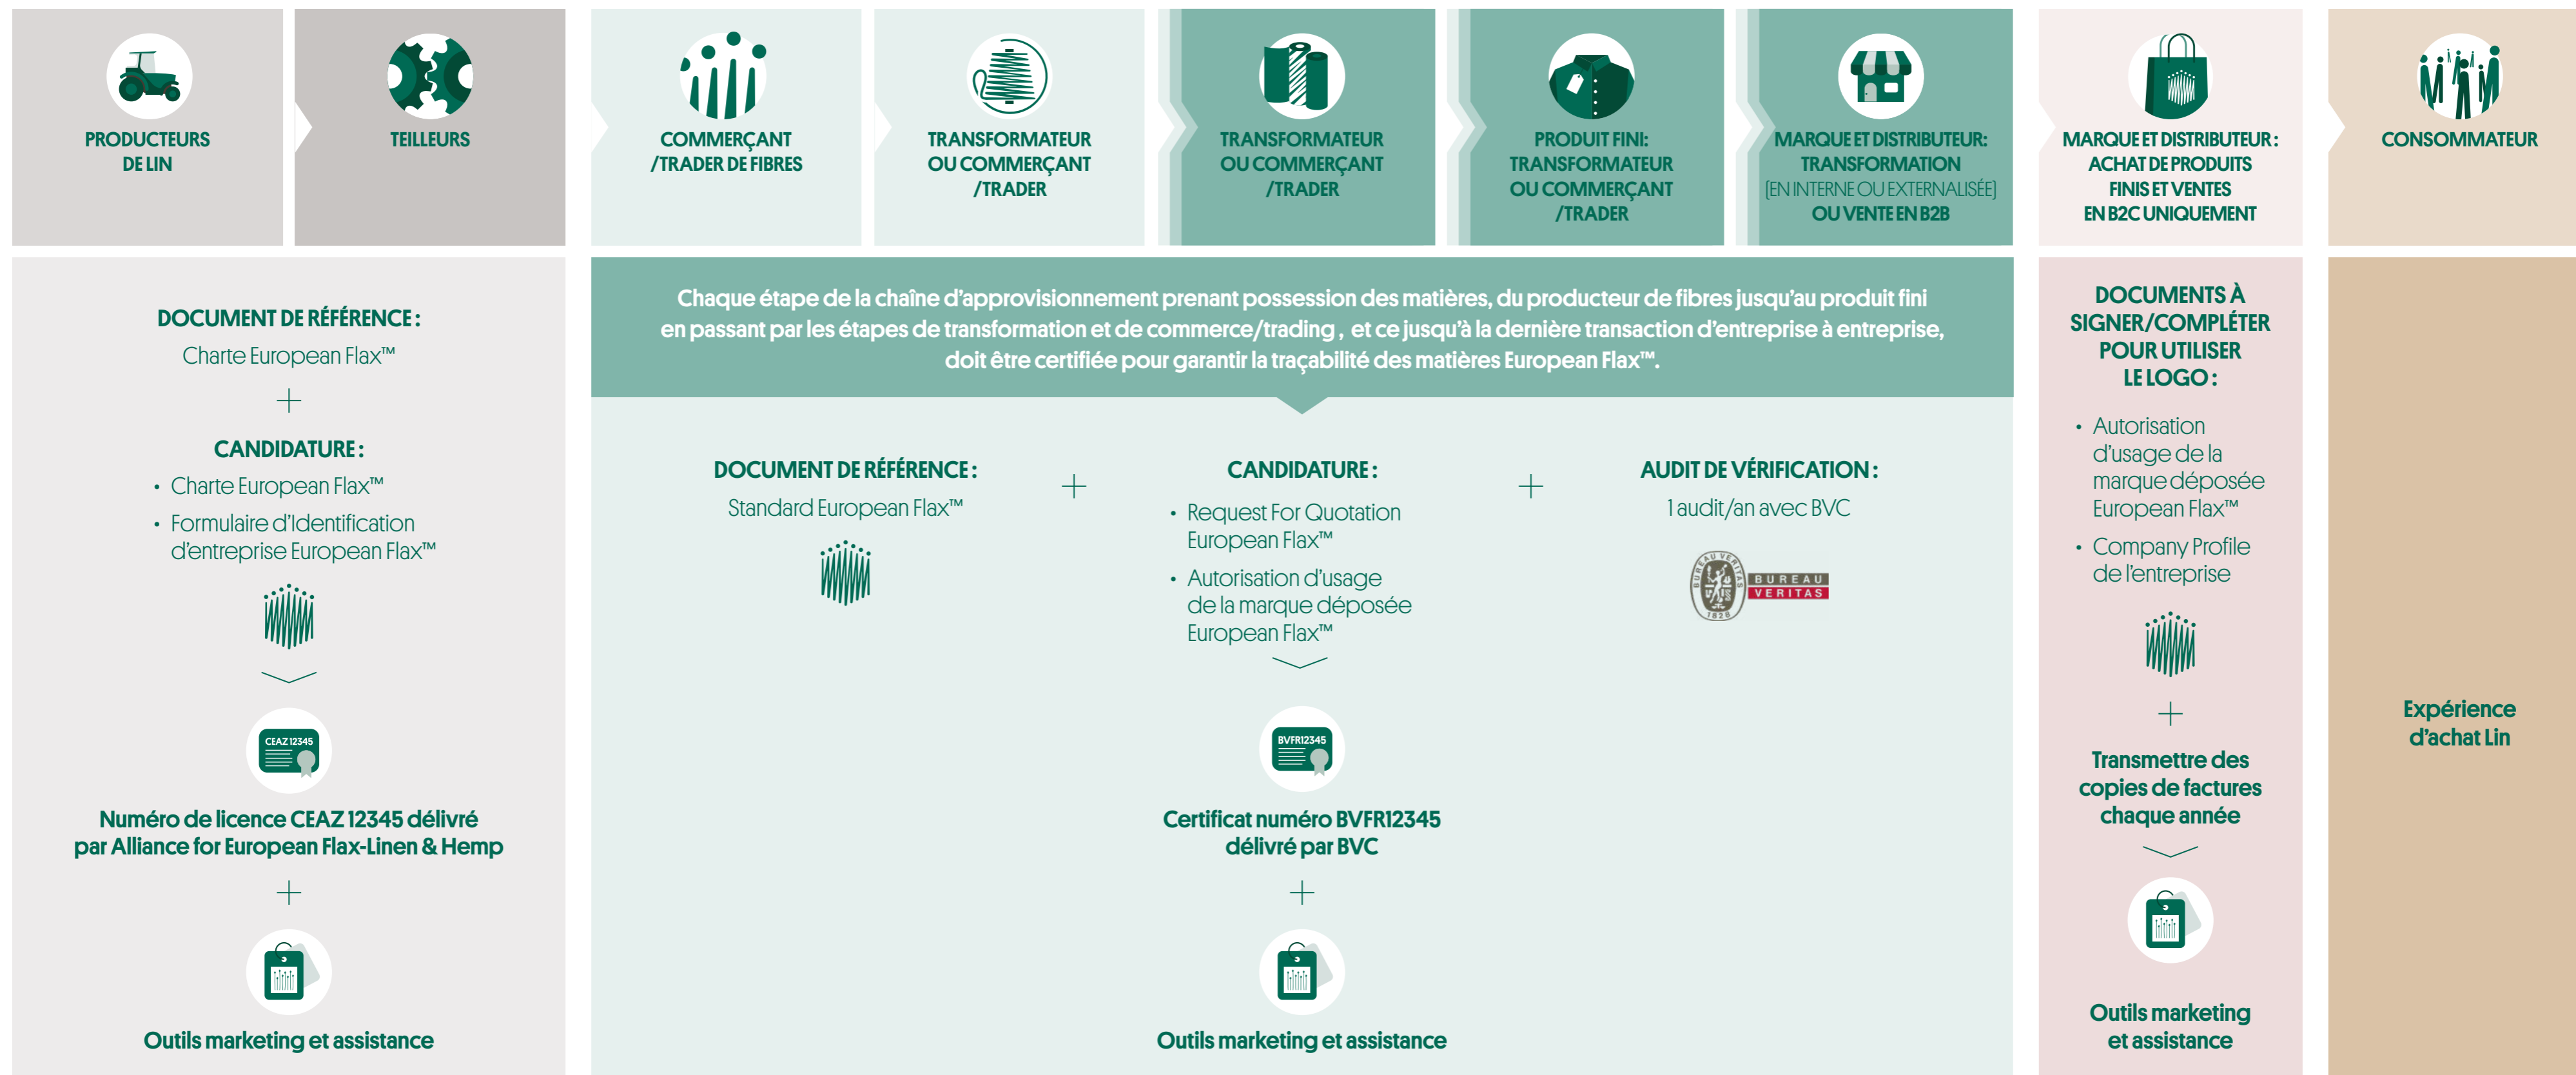 PRODUCTEURS
DE LIN
TEILLEURS
COMMERÇANT
/TRADER DE FIBRES
TRANSFORMATEUR
OU COMMERÇANT
/TRADER
TRANSFORMATEUR
OU COMMERÇANT
/TRADER
PRODUIT FINI:
TRANSFORMATEUR
OU COMMERÇANT
/TRADER
MARQUE ET DISTRIBUTEUR:
TRANSFORMATION
(EN INTERNE OU EXTERNALISÉE)
OU VENTE EN B2B
MARQUE ET DISTRIBUTEUR :
ACHAT DE PRODUITS
FINIS ET VENTES
EN B2C UNIQUEMENT
CONSOMMATEUR
DOCUMENT DE RÉFÉRENCE :
Charte European Flax™
+
CANDIDATURE :
• Charte European Flax™
• Formulaire d'Identification
d'entreprise European Flax™
CEAZ 12345
Numéro de licence CEAZ 12345 délivré
par Alliance for European Flax-Linen & Hemp
+
Outils marketing et assistance
Chaque étape de la chaîne d'approvisionnement prenant possession des matières, du producteur de fibres jusqu'au produit fini
en passant par les étapes de transformation et de commerce/trading , et ce jusqu'à la dernière transaction d'entreprise à entreprise,
doit être certifiée pour garantir la traçabilité des matières European Flax™.
DOCUMENT DE RÉFÉRENCE :
Standard European Flax™
+
CANDIDATURE :
• Request For Quotation
European Flax™
• Autorisation d'usage
de la marque déposée
European Flax™
+
AUDIT DE VÉRIFICATION :
1 audit/an avec BVC
BUREAU VERITAS
1828
BUREAU
VERITAS
BVFR12345
Certificat numéro BVFR12345
délivré par BVC
+
Outils marketing et assistance
DOCUMENTS À
SIGNER/COMPLÉTER
POUR UTILISER
LE LOGO :
• Autorisation
d'usage de la
marque déposée
European Flax™
• Company Profile
de l'entreprise
+
Transmettre des
copies de factures
chaque année
Outils marketing
et assistance
Expérience
d'achat Lin